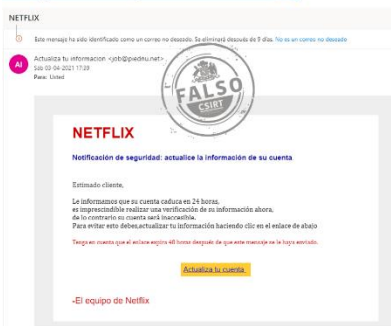 NETFLIX
Este mensaje ha sido identificado como un correo no deseado. Se eliminará después de 9 días. No es un correo no deseado
AI
Actualiza tu informacion <job@piednu.net>
Sáb 03-04-2021 17:39
Para: Usted
FALSO
CSIRT
NETFLIX
Notificación de seguridad: actualice la información de su cuenta.
Estimado cliente,
Le informamos que su cuenta caduca en 24 horas,
es imprescindible realizar una verificación de su información ahora,
de lo contrario su cuenta será inaccesible.
Para evitar esto debes,actualizar tu información haciendo clic en el enlace de abajo
Tenga en cuenta que el enlace expira 48 horas después de que este mensaje se le haya enviado.
Actualiza tu cuenta
-El equipo de Netflix